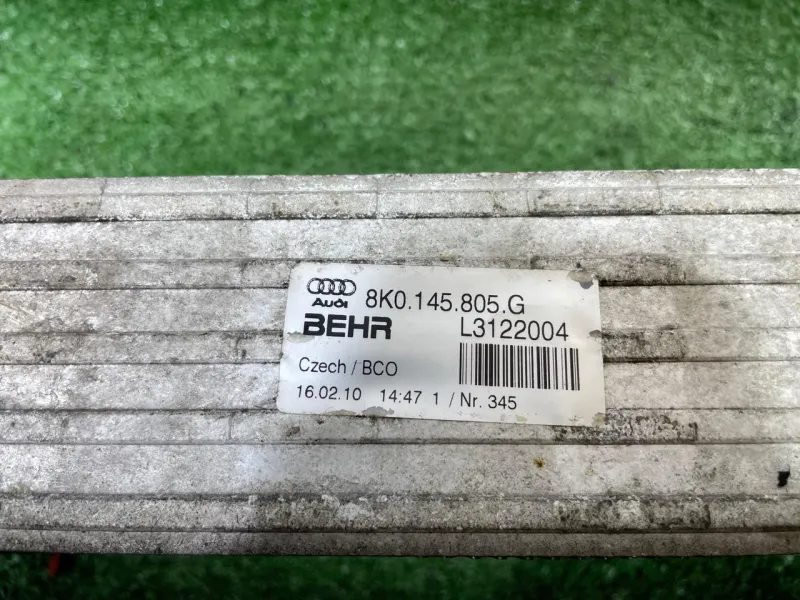 Audi 8K0.145.805.G
BEHR L3122004
Czech / BCO
16.02.10 14:47 1 / Nr. 345